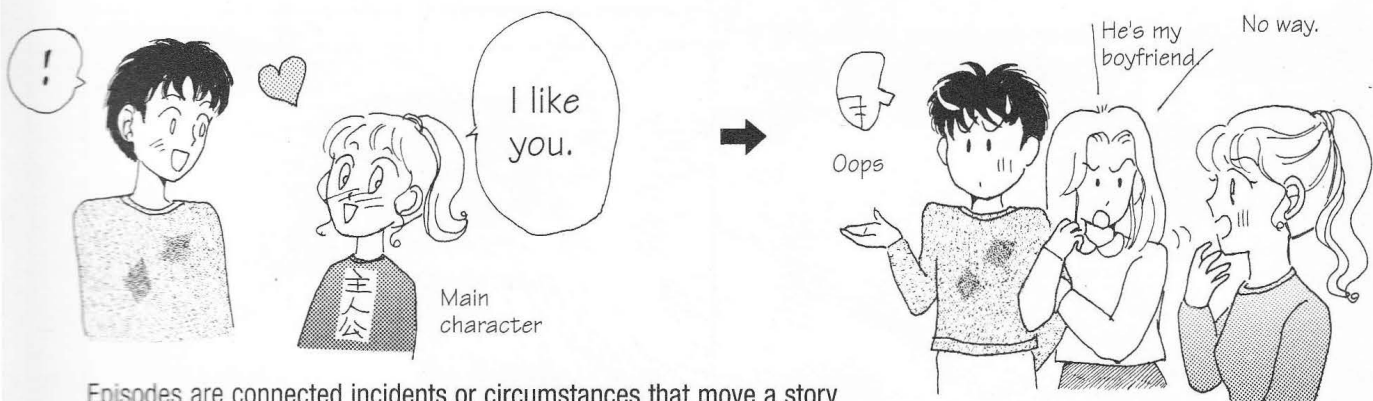 !
I like
you.
主人公
Main
character
Oops
He's my
boyfriend.
No way.
Episodes are connected incidents or circumstances that move a story